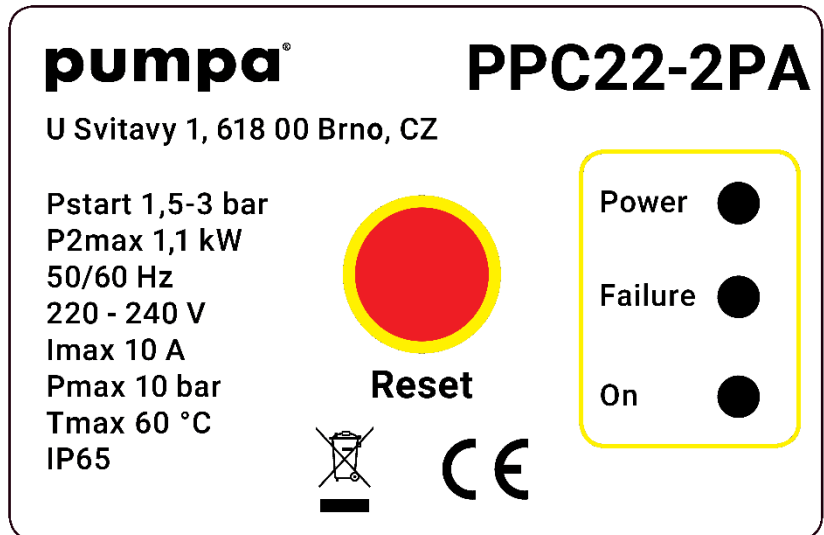 pumpa®
PPC22-2PA
U Svitavy 1, 618 00 Brno, CZ
Pstart 1,5-3 bar
P2max 1,1 kW
50/60 Hz
220 - 240 V
Imax 10 A
Pmax 10 bar
Tmax 60 °C
IP65
Reset
CE
Power
Failure
On